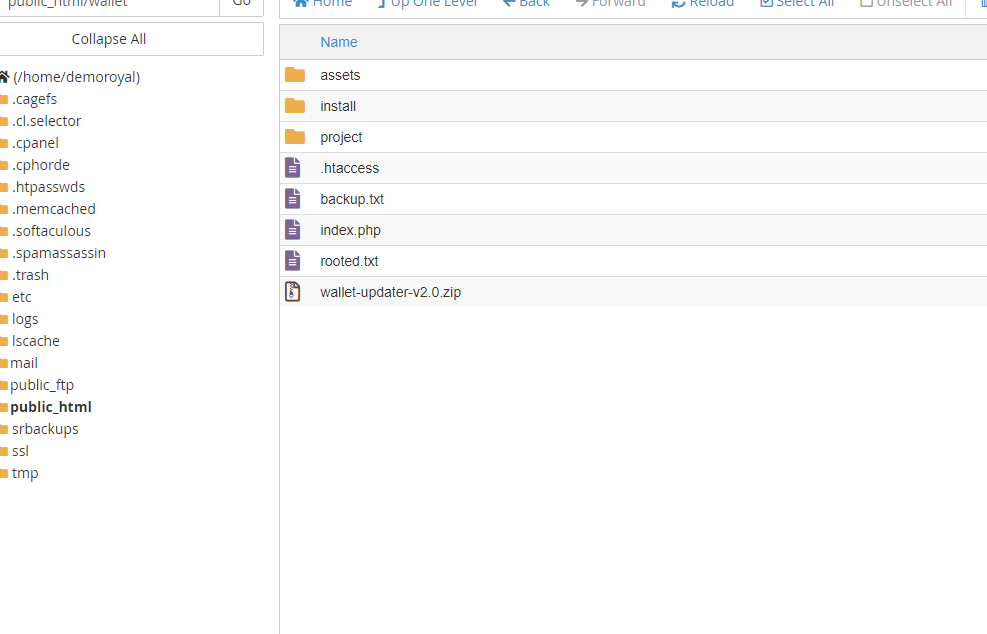 public_html/wallet
Go
Home
Up One Level
Back
Forward
Reload
Select All
Unselect All
Collapse All
(/home/demoroyal)
.cagefs
.cl.selector
.cpanel
.cphorde
.htpasswds
.memcached
.softaculous
.spamassassin
.trash
etc
logs
lscache
mail
public_ftp
public_html
srbackups
ssl
tmp
Name
assets
install
project
.htaccess
backup.txt
index.php
rooted.txt
wallet-updater-v2.0.zip